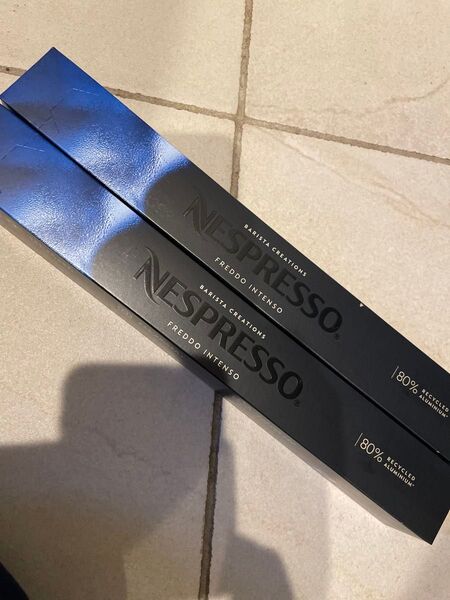 BARISTA CREATIONS
NESPRESSO®
FREDDO INTENSO
| 80% RECYCLED
ALUMINIUM*
BARISTA CREATIONS
NESPRESSO®
FREDDO INTENSO
| 80% RECYCLED
ALUMINIUM*